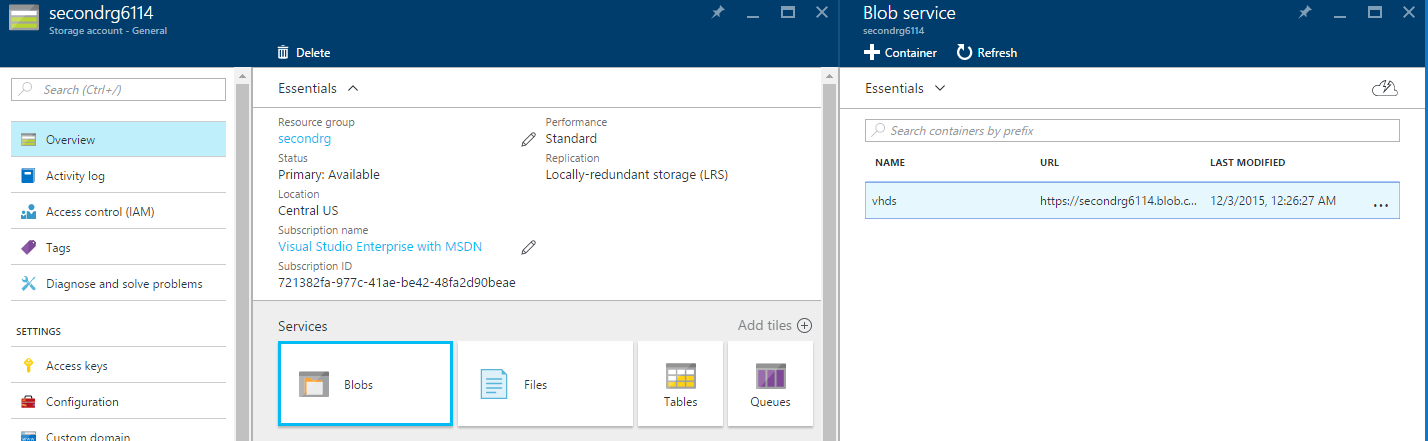 secondrg6114
Storage account - General
Delete
Search (Ctrl+/)
Overview
Activity log
Access control (IAM)
Tags
Diagnose and solve problems
SETTINGS
Access keys
Configuration
Custom domain
Essentials
Resource group
secondrg
Performance
Standard
Status
Primary: Available
Replication
Locally-redundant storage (LRS)
Location
Central US
Subscription name
Visual Studio Enterprise with MSDN
Subscription ID
721382fa-977c-41ae-be42-48fa2d90beae
Services
Add tiles
Blobs
Files
Tables
Queues
Blob service
secondrg6114
Container
Refresh
Essentials
Search containers by prefix
NAME URL LAST MODIFIED
vhds https://secondrg6114.blob.c... 12/3/2015, 12:26:27 AM ...